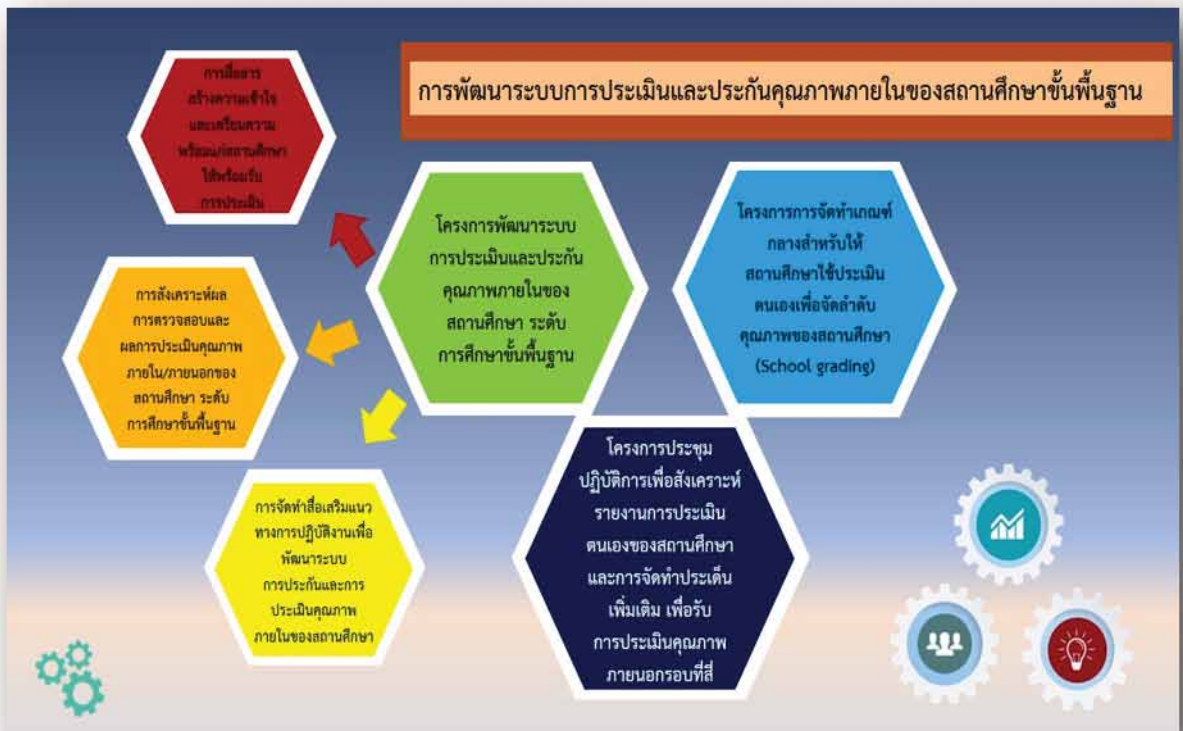 การพัฒนาระบบการประเมินและประกันคุณภาพภายในของสถานศึกษาขั้นพื้นฐาน
การสื่อสาร
สร้างความเข้าใจ
และเตรียมความ
พร้อมแก่สถานศึกษา
ให้พร้อมรับ
การประเมิน
โครงการพัฒนาระบบ
การประเมินและประกัน
คุณภาพภายในของ
สถานศึกษา ระดับ
การศึกษาขั้นพื้นฐาน
โครงการการจัดทำเกณฑ์
กลางสำหรับให้
สถานศึกษาใช้ประเมิน
ตนเองเพื่อจัดลำดับ
คุณภาพของสถานศึกษา
(School grading)
การสังเคราะห์ผล
การตรวจสอบและ
ผลการประเมินคุณภาพ
ภายใน/ภายนอกของ
สถานศึกษา ระดับ
การศึกษาขั้นพื้นฐาน
การจัดทำสื่อเสริมแนว
ทางการปฏิบัติงานเพื่อ
พัฒนาระบบ
การประกันและการ
ประเมินคุณภาพ
ภายในของสถานศึกษา
โครงการประชุม
ปฏิบัติการเพื่อสังเคราะห์
รายงานการประเมิน
ตนเองของสถานศึกษา
และการจัดทำประเด็น
เพิ่มเติม เพื่อรับ
การประเมินคุณภาพ
ภายนอกรอบที่สี่